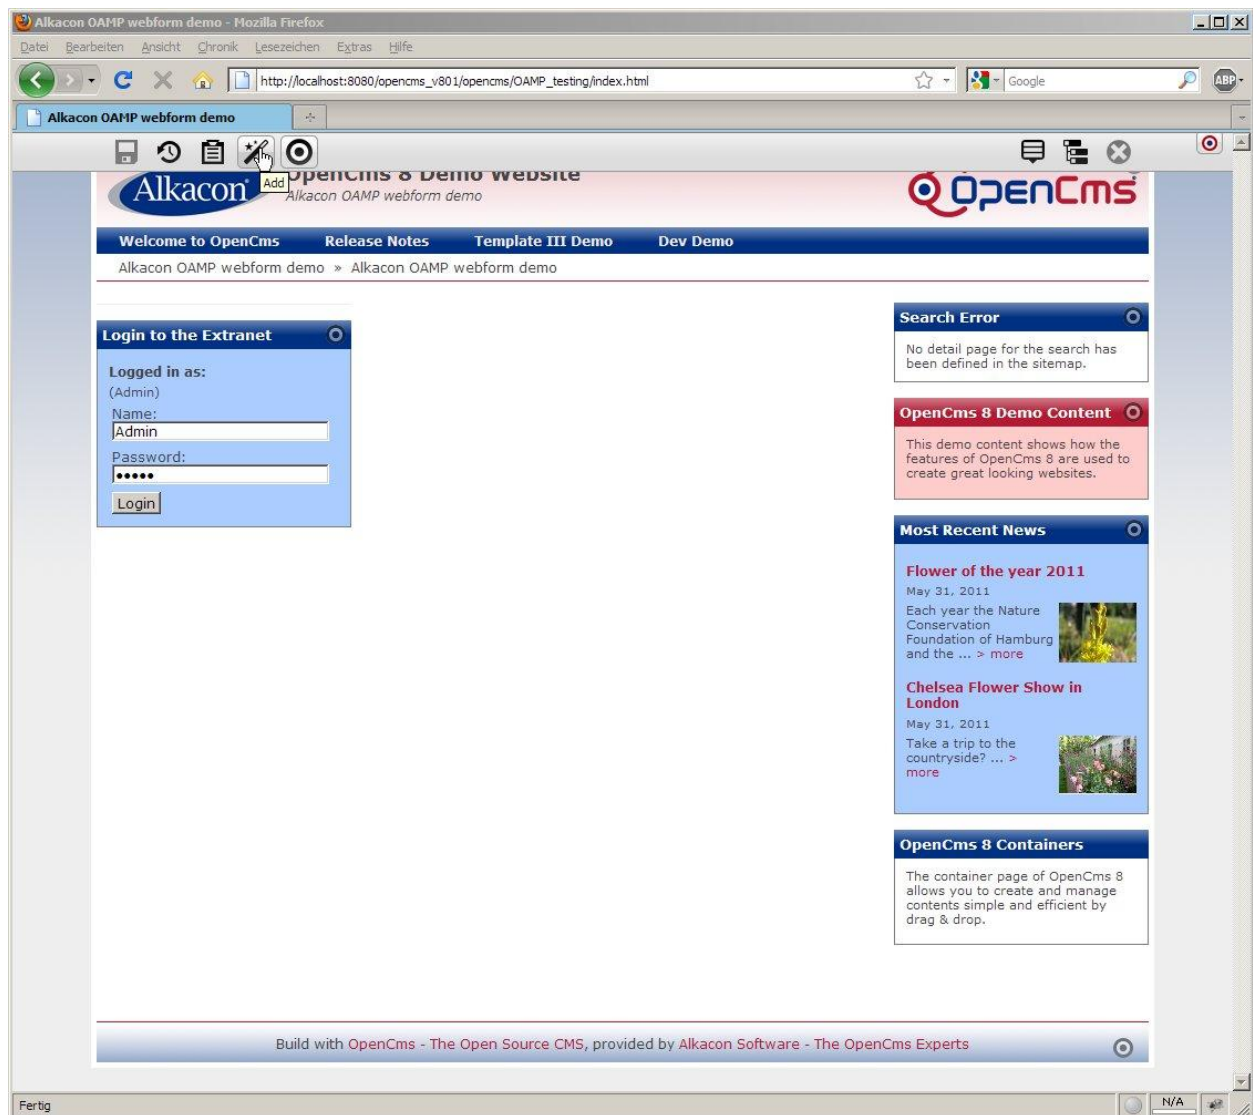 Alkacon OAMP webform demo - Mozilla Firefox
Datei Bearbeiten Ansicht Chronik Lesezeichen Extras Hilfe
http://localhost:8080/opencms_v801/opencms/OAMP_testing/index.html
Google
ABP
Alkacon OAMP webform demo
Add
Alkacon
OpenCms 8 Demo Website
Alkacon OAMP webform demo
OpenCms
Welcome to OpenCms Release Notes Template III Demo Dev Demo
Alkacon OAMP webform demo » Alkacon OAMP webform demo
Login to the Extranet
Logged in as:
(Admin)
Name:
Admin
Password:
•••••
Login
Search Error
No detail page for the search has
been defined in the sitemap.
OpenCms 8 Demo Content
This demo content shows how the
features of OpenCms 8 are used to
create great looking websites.
Most Recent News
Flower of the year 2011
May 31, 2011
Each year the Nature
Conservation
Foundation of Hamburg
and the ... > more
Chelsea Flower Show in
London
May 31, 2011
Take a trip to the
countryside? ... >
more
OpenCms 8 Containers
The container page of OpenCms 8
allows you to create and manage
contents simple and efficient by
drag & drop.
Build with OpenCms - The Open Source CMS, provided by Alkacon Software - The OpenCms Experts
Fertig
N/A